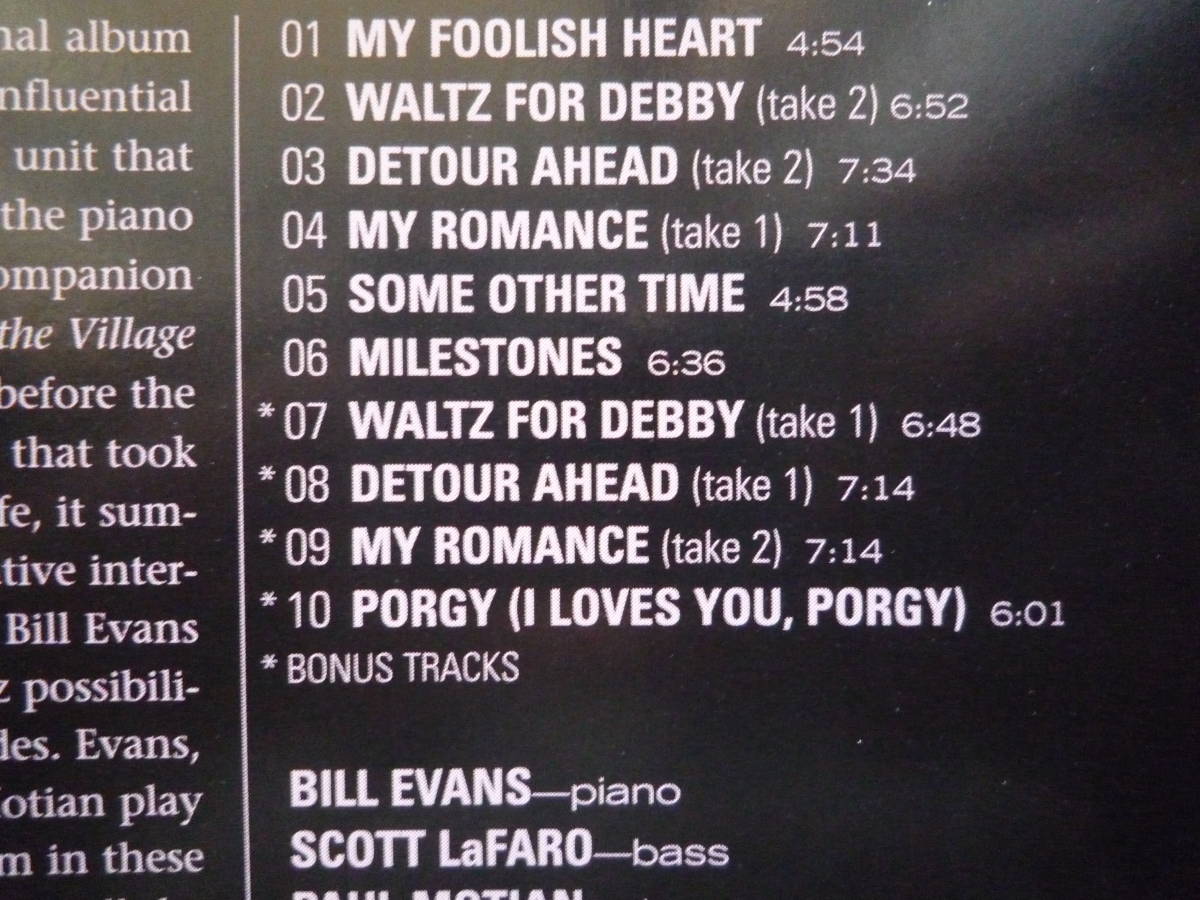 nal album
nfluential
unit that
the piano
ompanion
the Village
before the
that took
fe, it sum-
tive inter-
Bill Evans
z possibili-
les. Evans,
otian play
m in these
01 MY FOOLISH HEART 4:54
02 WALTZ FOR DEBBY (take 2) 6:52
03 DETOUR AHEAD (take 2) 7:34
04 MY ROMANCE (take 1) 7:11
05 SOME OTHER TIME 4:58
06 MILESTONES 6:36
* 07 WALTZ FOR DEBBY (take 1) 6:48
* 08 DETOUR AHEAD (take 1) 7:14
* 09 MY ROMANCE (take 2) 7:14
* 10 PORGY (I LOVES YOU, PORGY) 6:01
* BONUS TRACKS
BILL EVANS—piano
SCOTT LaFARO—bass
PAUL MOTIAN